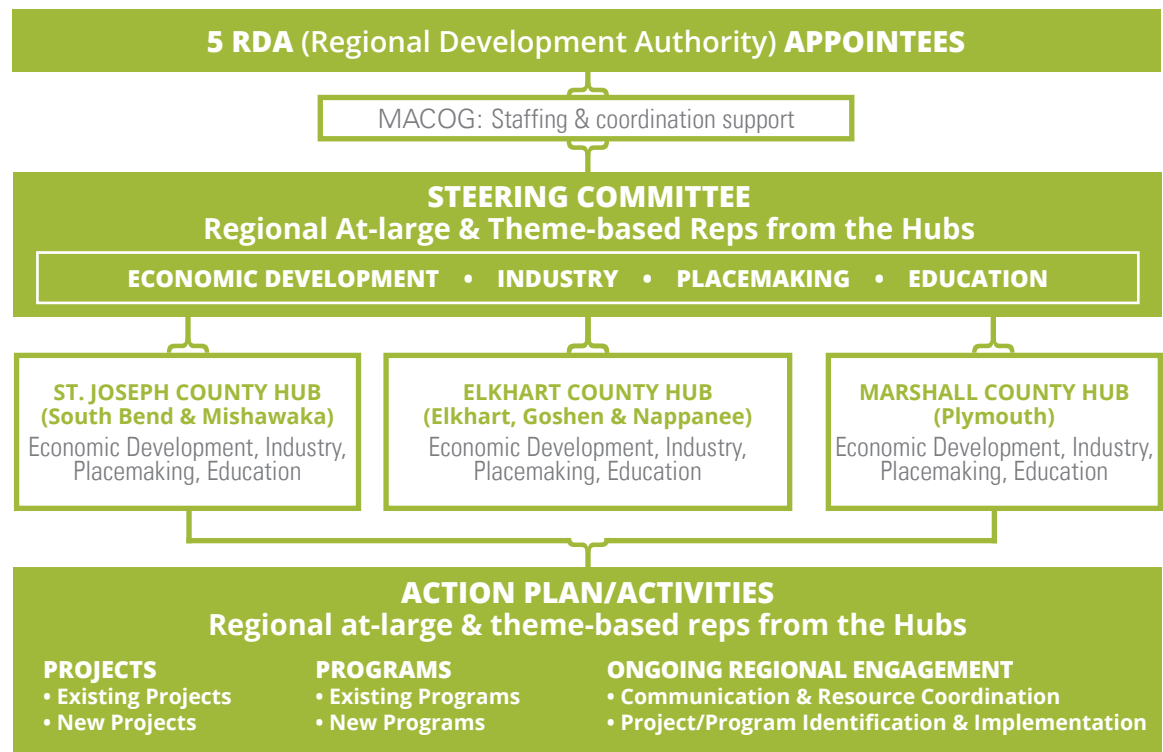 5 RDA (Regional Development Authority) APPOINTEES
MACOG: Staffing & coordination support
STEERING COMMITTEE
Regional At-large & Theme-based Reps from the Hubs
ECONOMIC DEVELOPMENT • INDUSTRY • PLACEMAKING • EDUCATION
ST. JOSEPH COUNTY HUB
(South Bend & Mishawaka)
Economic Development, Industry,
Placemaking, Education
ELKHART COUNTY HUB
(Elkhart, Goshen & Nappanee)
Economic Development, Industry,
Placemaking, Education
MARSHALL COUNTY HUB
(Plymouth)
Economic Development, Industry,
Placemaking, Education
ACTION PLAN/ACTIVITIES
Regional at-large & theme-based reps from the Hubs
PROJECTS
• Existing Projects
• New Projects
PROGRAMS
• Existing Programs
• New Programs
ONGOING REGIONAL ENGAGEMENT
• Communication & Resource Coordination
• Project/Program Identification & Implementation